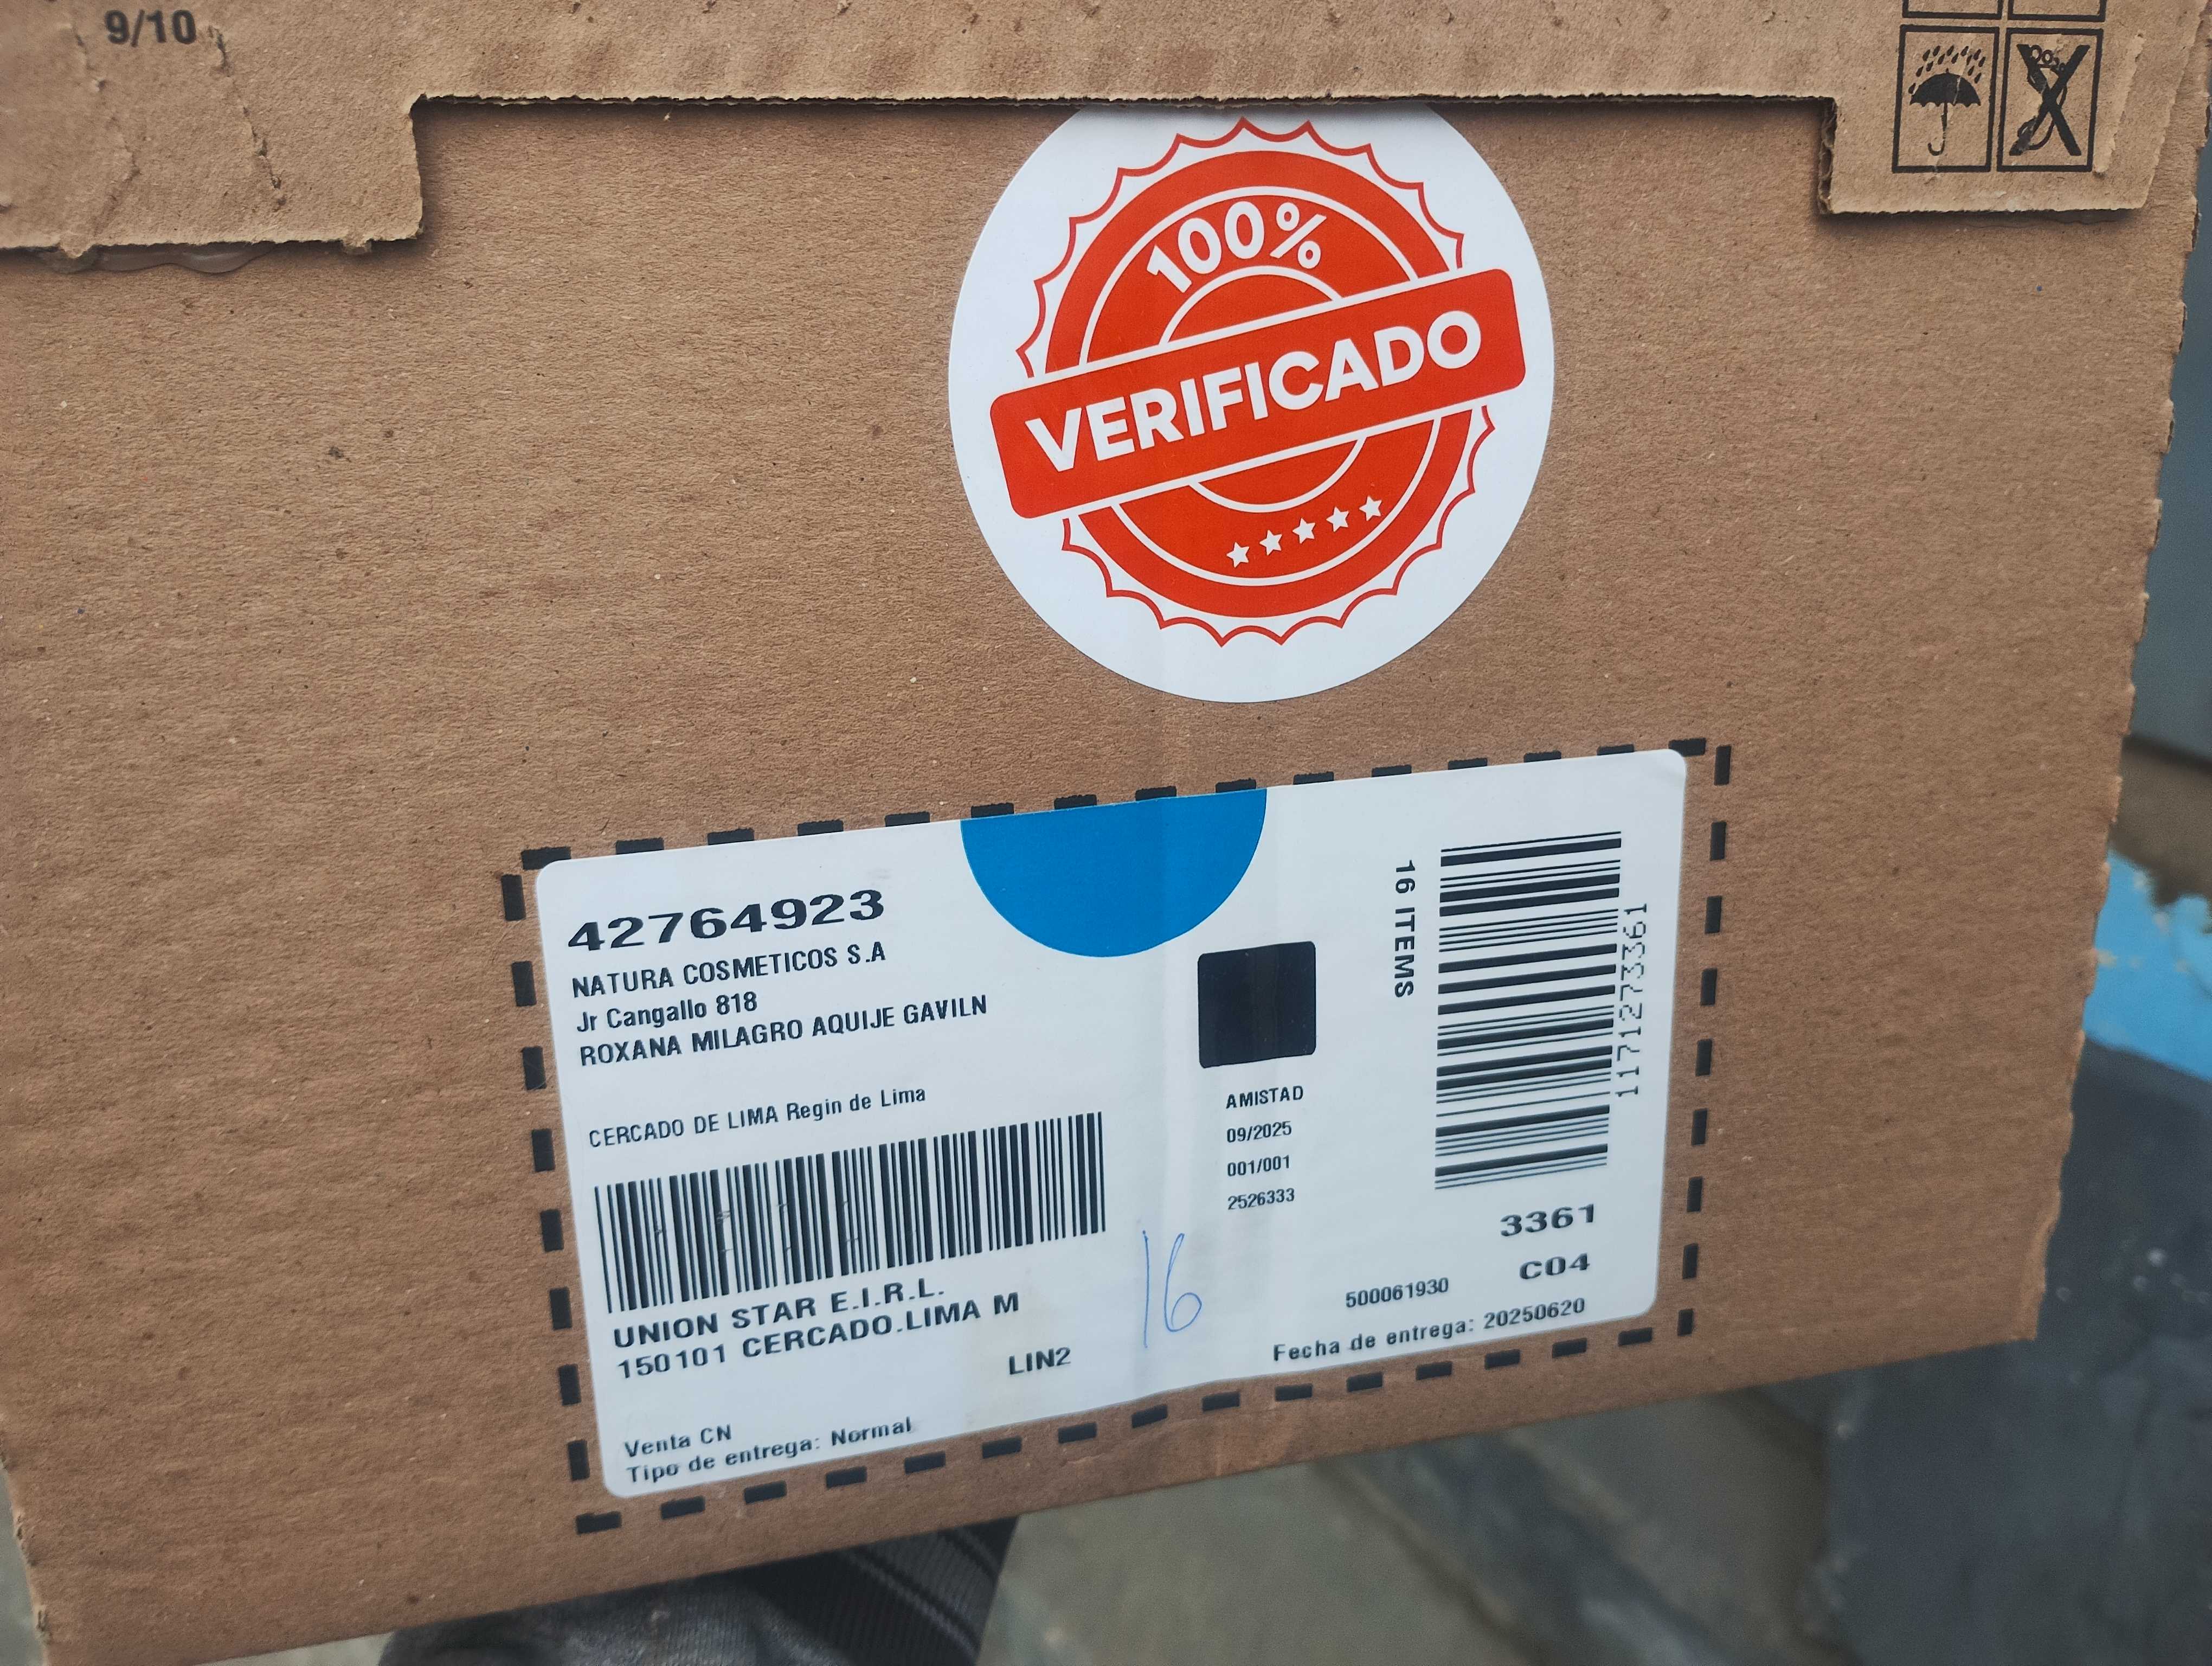 9/10
100%
VERIFICADO
42764923
NATURA COSMETICOS S.A
Jr Cangallo 818
ROXANA MILAGRO AQUIJE GAVILN
CERCADO DE LIMA Regin de Lima
UNION STAR E.I.R.L.
150101 CERCADO.LIMA M
LIN2
Venta CN
Tipo de entrega: Normal
16
AMISTAD
09/2025
001/001
2526333
16 ITEMS
1171273361
3361
C04
500061930
Fecha de entrega: 20250620